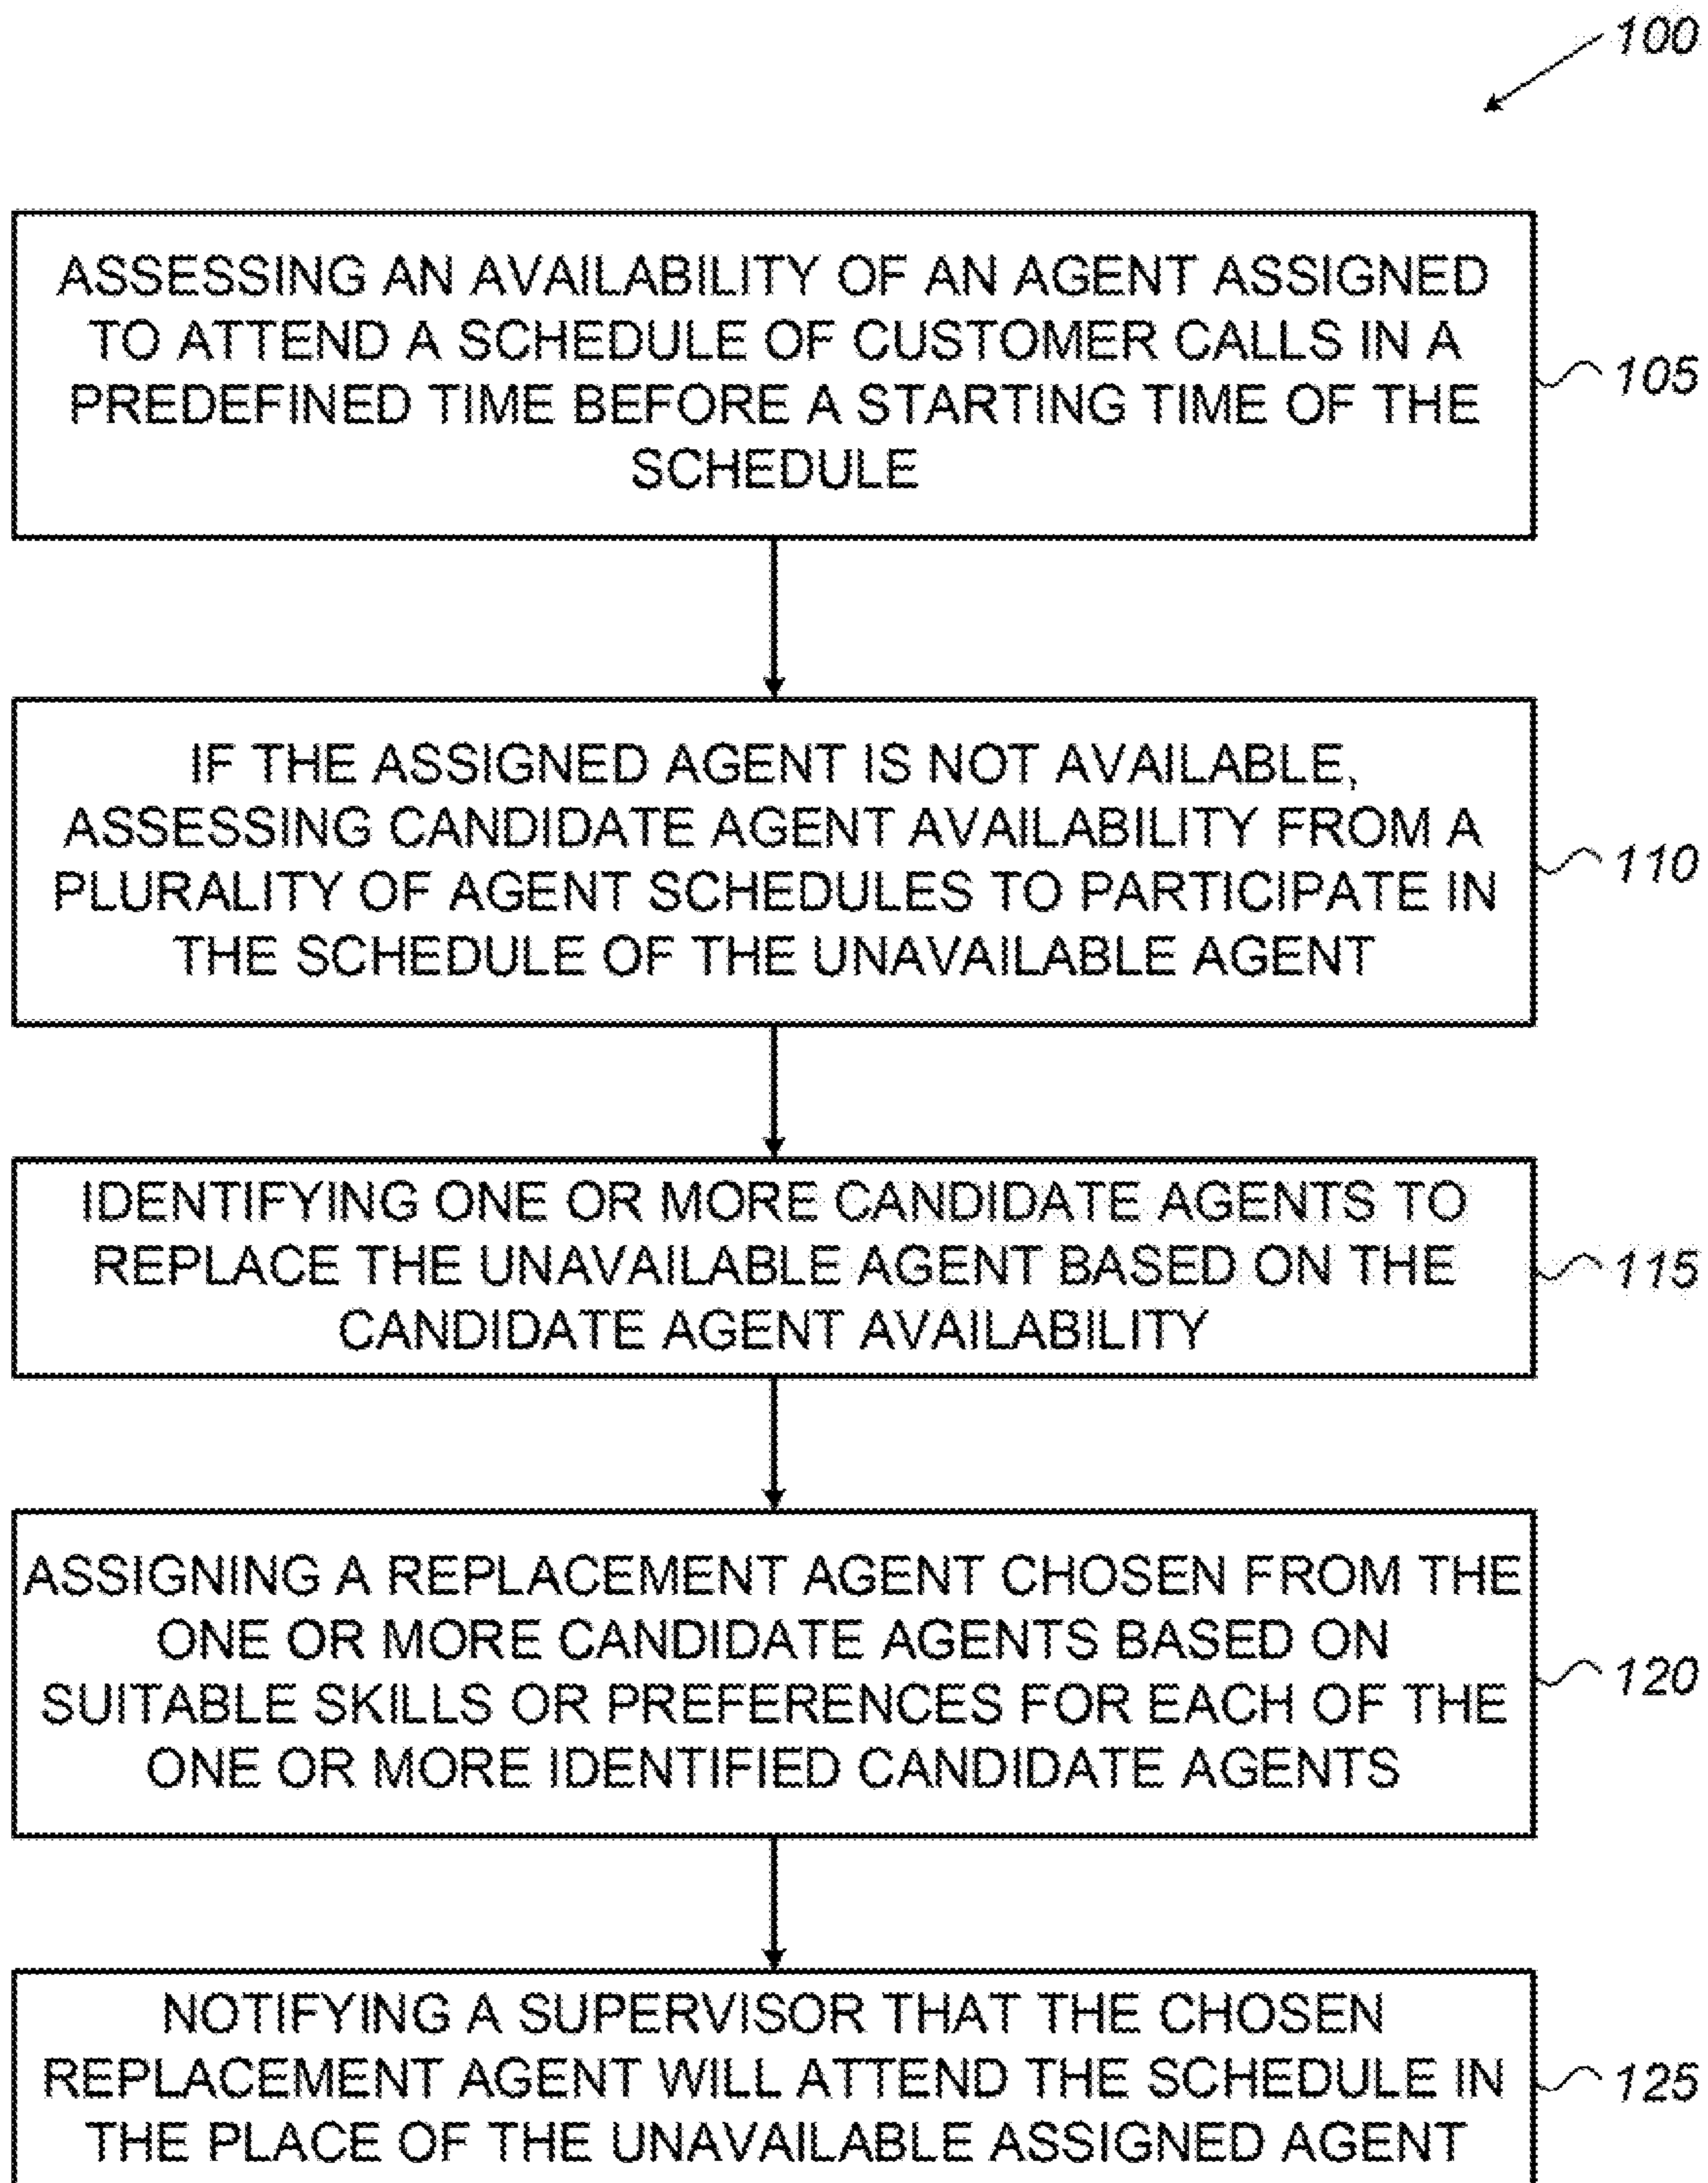 100
ASSESSING AN AVAILABILITY OF AN AGENT ASSIGNED
TO ATTEND A SCHEDULE OF CUSTOMER CALLS IN A
PREDEFINED TIME BEFORE A STARTING TIME OF THE
SCHEDULE
105
IF THE ASSIGNED AGENT IS NOT AVAILABLE,
ASSESSING CANDIDATE AGENT AVAILABILITY FROM A
PLURALITY OF AGENT SCHEDULES TO PARTICIPATE IN
THE SCHEDULE OF THE UNAVAILABLE AGENT
110
IDENTIFYING ONE OR MORE CANDIDATE AGENTS TO
REPLACE THE UNAVAILABLE AGENT BASED ON THE
CANDIDATE AGENT AVAILABILITY
115
ASSIGNING A REPLACEMENT AGENT CHOSEN FROM THE
ONE OR MORE CANDIDATE AGENTS BASED ON
SUITABLE SKILLS OR PREFERENCES FOR EACH OF THE
ONE OR MORE IDENTIFIED CANDIDATE AGENTS
120
NOTIFYING A SUPERVISOR THAT THE CHOSEN
REPLACEMENT AGENT WILL ATTEND THE SCHEDULE IN
THE PLACE OF THE UNAVAILABLE ASSIGNED AGENT
125